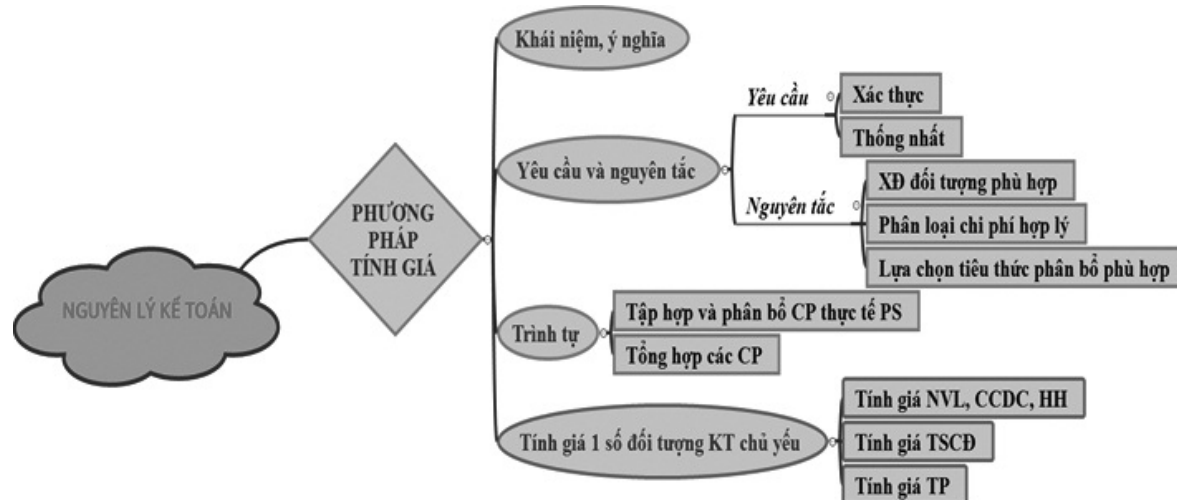 NGUYÊN LÝ KẾ TOÁN
PHƯƠNG
PHÁP
TÍNH GIÁ
Khái niệm, ý nghĩa
Yêu cầu và nguyên tắc
Yêu cầu
Xác thực
Thống nhất
Nguyên tắc
XĐ đối tượng phù hợp
Phân loại chi phí hợp lý
Lựa chọn tiêu thức phân bổ phù hợp
Trình tự
Tập hợp và phân bổ CP thực tế PS
Tổng hợp các CP
Tính giá 1 số đối tượng KT chủ yếu
Tính giá NVL, CCDC, HH
Tính giá TSCĐ
Tính giá TP